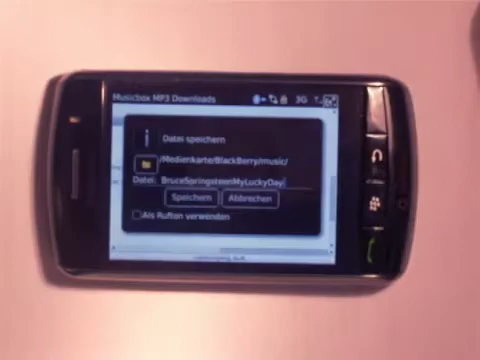 Musicbox MP3 Downloads 3G
Datei speichern
/Medienkarte/BlackBerry/music/
Datei: BruceSpringsteenMyLuckyDay
Speichern Abbrechen
Als Rufton verwenden